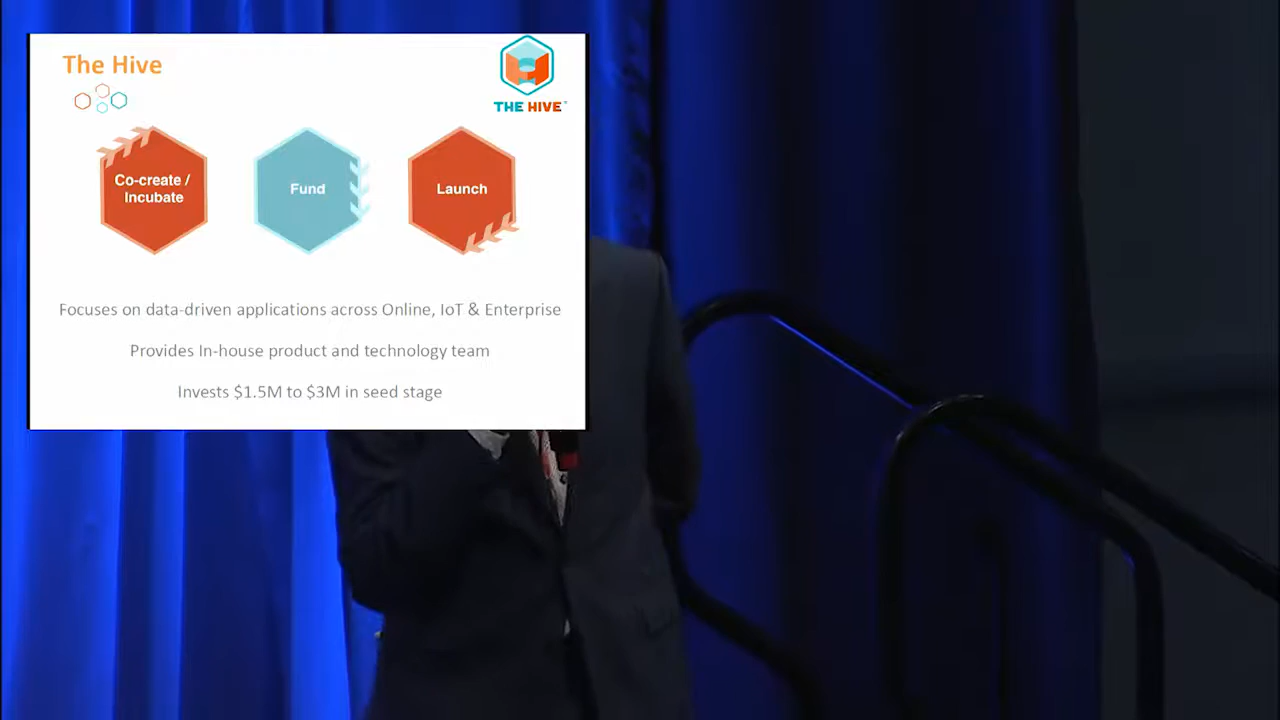 The Hive
THE HIVE™
Co-create /
Incubate
Fund
Launch
Focuses on data-driven applications across Online, IoT & Enterprise
Provides In-house product and technology team
Invests $1.5M to $3M in seed stage